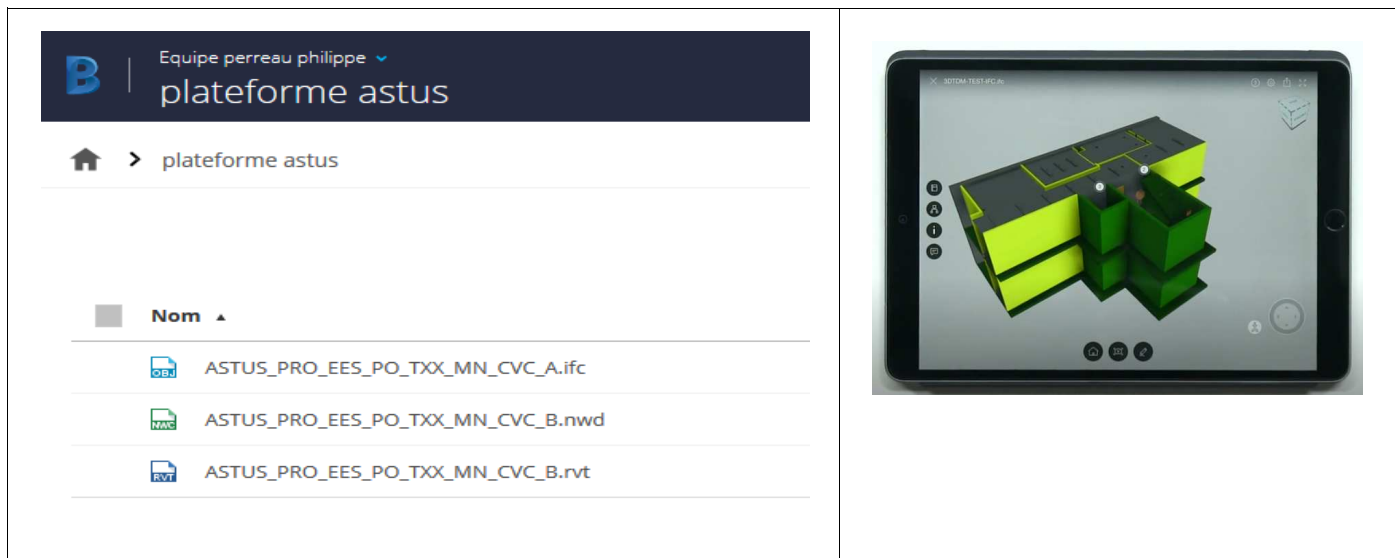 B
Equipe perreau philippe
plateforme astus
plateforme astus
Nom
OBJ
ASTUS_PRO_EES_PO_TXX_MN_CVC_A.ifc
NWC
ASTUS_PRO_EES_PO_TXX_MN_CVC_B.nwd
RVT
ASTUS_PRO_EES_PO_TXX_MN_CVC_B.rvt
3DTDM-TEST-IFC.ifc